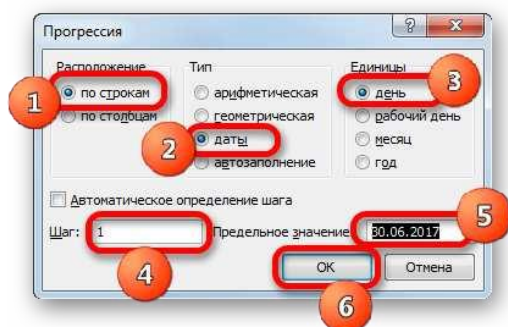 Прогрессия
Расположение Тип Единицы
1 по строкам арифметическая день 3
по столбцам геометрическая рабочий день
2 даты месяц
автозаполнение год
Автоматическое определение шага
Шаг: 1 Предельное значение 30.06.2017 5
4 ОК Отмена
6